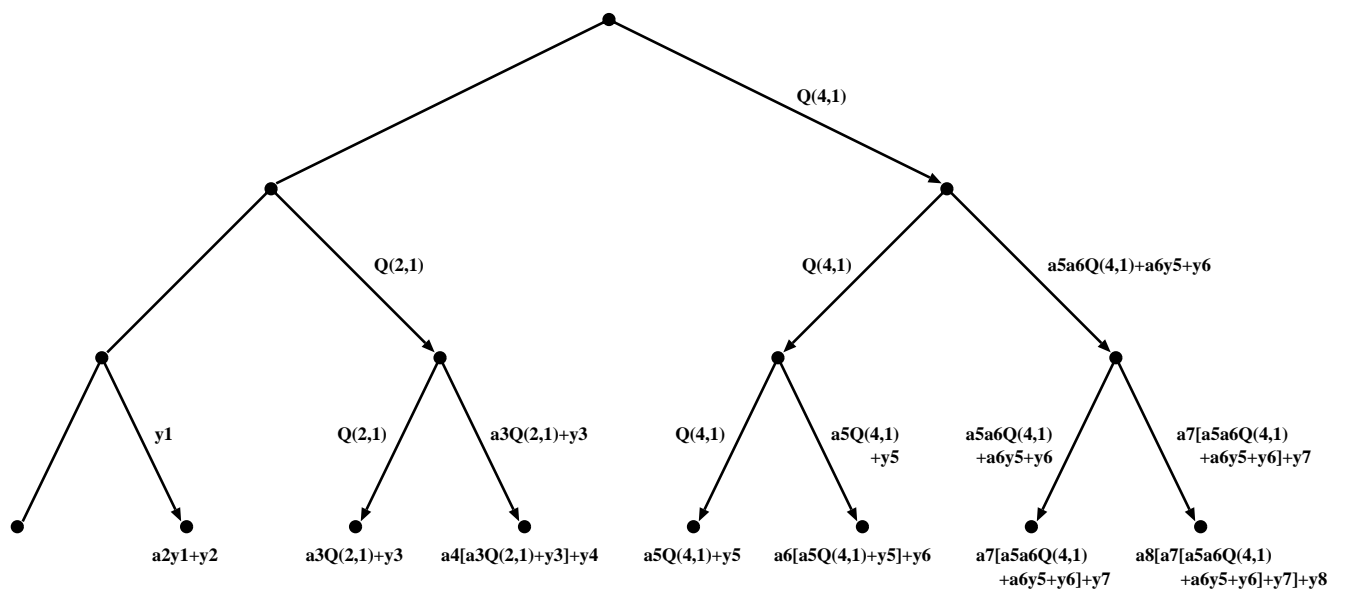 Q(4,1)
Q(2,1)
Q(4,1)
a5a6Q(4,1)+a6y5+y6
y1
Q(2,1)
a3Q(2,1)+y3
Q(4,1)
a5Q(4,1)
+y5
a5a6Q(4,1)
+a6y5+y6
a7[a5a6Q(4,1)
+a6y5+y6]+y7
a2y1+y2
a3Q(2,1)+y3
a4[a3Q(2,1)+y3]+y4
a5Q(4,1)+y5
a6[a5Q(4,1)+y5]+y6
a7[a5a6Q(4,1)
+a6y5+y6]+y7
a8[a7[a5a6Q(4,1)
+a6y5+y6]+y7]+y8